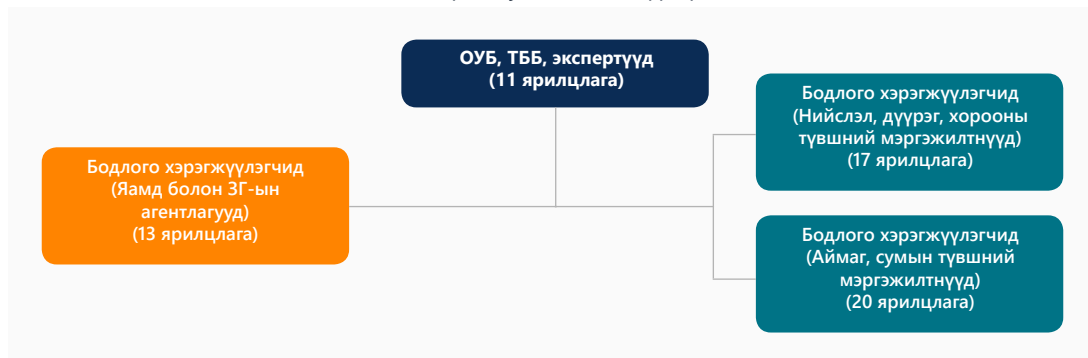 ОУБ, ТББ, экспертүүд
(11 ярилцлага)
Бодлого хэрэгжүүлэгчид
(Яамд болон ЗГ-ын
агентлагууд)
(13 ярилцлага)
Бодлого хэрэгжүүлэгчид
(Нийслэл, дүүрэг, хорооны
түвшний мэргэжилтнүүд)
(17 ярилцлага)
Бодлого хэрэгжүүлэгчид
(Аймаг, сумын түвшний
мэргэжилтнүүд)
(20 ярилцлага)